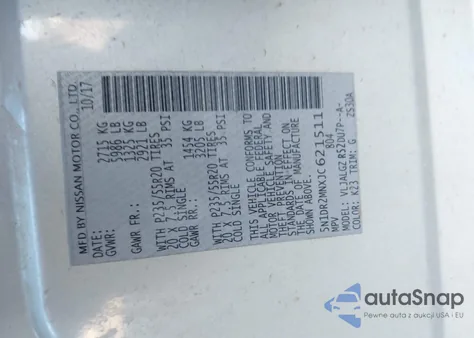 MFD BY NISSAN MOTOR CO., LTD.
DATE: 10/17
GVWR: 2715 KG
5986 LB
GAWR FR: 1325 KG
2921 LB
WITH P235/55R20 TIRES
20 X 7.5 RIMS AT 35 PSI
COLD SINGLE
GAWR RR: 1454 KG
3205 LB
WITH P235/55R20 TIRES
20 X 7.5 RIMS AT 35 PSI
COLD SINGLE
THIS VEHICLE CONFORMS TO
ALL APPLICABLE FEDERAL
MOTOR VEHICLE SAFETY AND
THEFT PREVENTION
STANDARDS IN EFFECT ON
THE DATE OF MANUFACTURE
SHOWN ABOVE.
5N1DR2MNXJC621511
MPV 804
MODEL: VLJALGZ R52UU7P--A-
COLOR: K23 TRIM: G 2S30A
autoSnap
Pewne auta z aukcji USA i EU